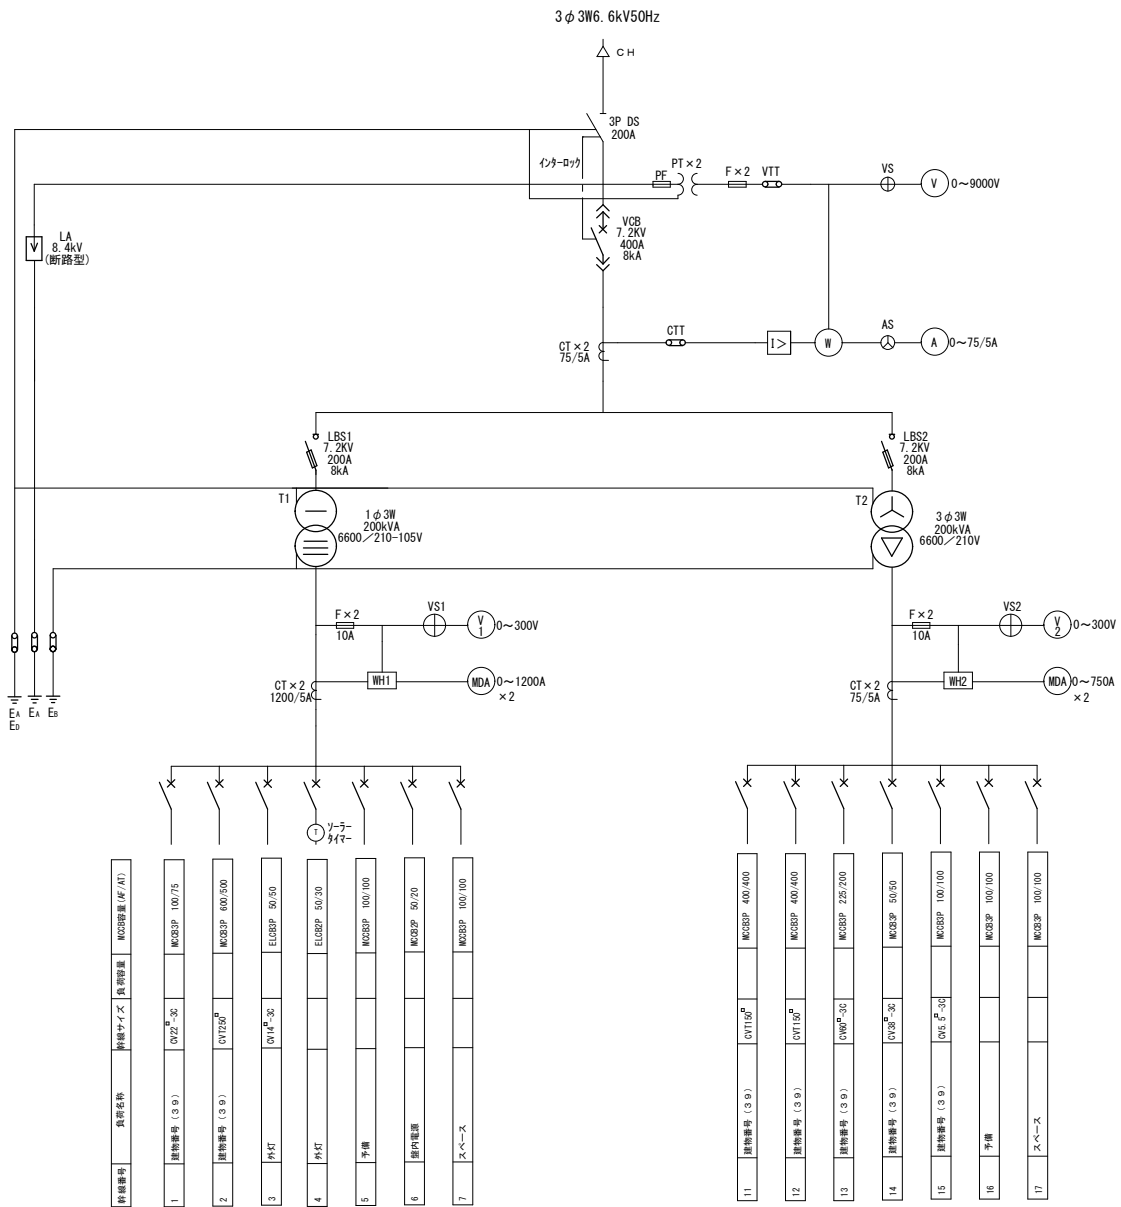 3φ3W6.6kV50Hz
CH
3P DS
200A
インターロック
PF
PT×2
F×2
VTT
VS
V
0～9000V
LA
8.4kV
(断路型)
VCB
7.2KV
400A
8kA
CT×2
75/5A
CTT
I＞
W
AS
A
0～75/5A
LBS1
7.2KV
200A
8kA
LBS2
7.2KV
200A
8kA
T1
1φ3W
200kVA
6600／210-105V
T2
3φ3W
200kVA
6600／210V
F×2
10A
VS1
V
1
0～300V
F×2
10A
VS2
V
2
0～300V
CT×2
1200/5A
WH1
MDA
0～1200A
×2
CT×2
75/5A
WH2
MDA
0～750A
×2
EA
ED
EA
EB
T
ソーラー
タイマー
幹線番号 負荷名称 幹線サイズ 負荷容量 MCCB容量(AF/AT)
1 建物番号(39) CV22□-3C MCCB3P 100/75
2 建物番号(39) CVT250□ MCCB3P 600/500
3 外灯 CV14□-3C ELCB3P 50/50
4 外灯 ELCB2P 50/30
5 予備 MCCB3P 100/100
6 盤内電源 MCCB2P 50/20
7 スペース MCCB3P 100/100
11 建物番号(39) CVT150□ MCCB3P 400/400
12 建物番号(39) CVT150□ MCCB3P 400/400
13 建物番号(39) CV60□-3C MCCB3P 225/200
14 建物番号(39) CV38□-3C MCCB3P 50/50
15 建物番号(39) CV5.5□-3C MCCB3P 100/100
16 予備 MCCB3P 100/100
17 スペース MCCB3P 100/100